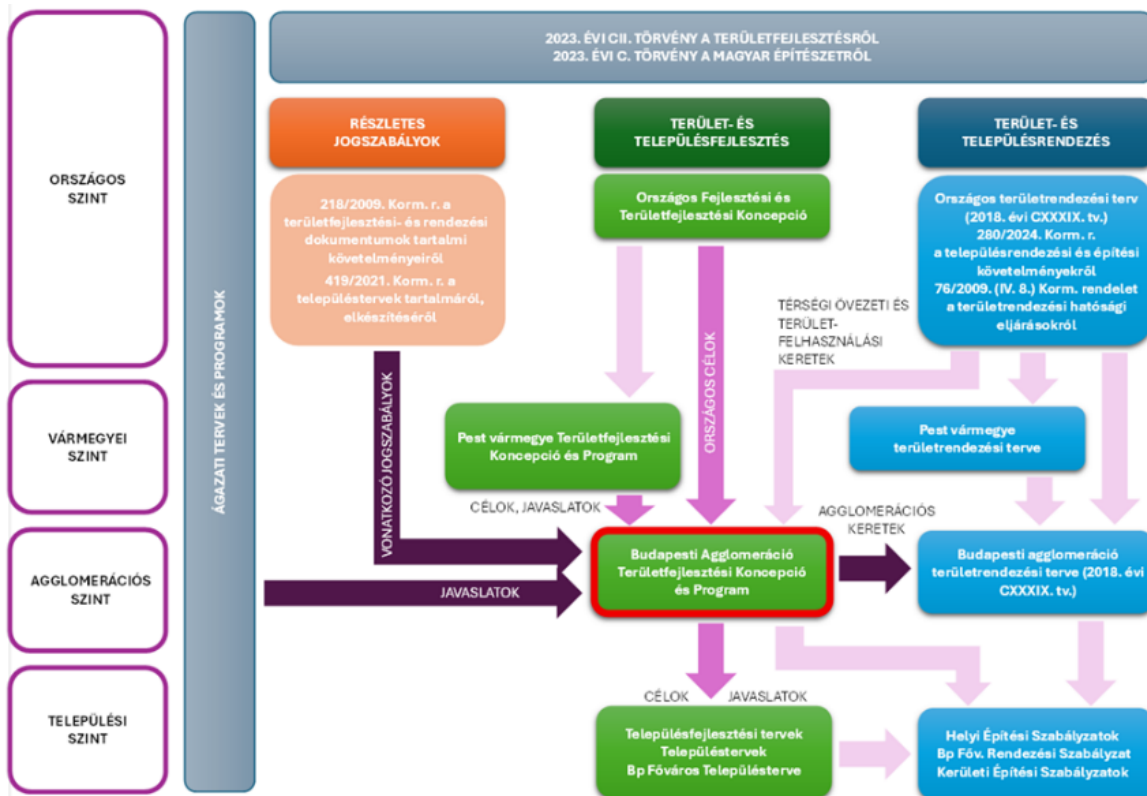 2023. ÉVI CII. TÖRVÉNY A TERÜLETFEJLESZTÉSRŐL
2023. ÉVI C. TÖRVÉNY A MAGYAR ÉPÍTÉSZETRŐL
RÉSZLETES
JOGSZABÁLYOK
TERÜLET- ÉS
TELEPÜLÉSFEJLESZTÉS
TERÜLET- ÉS
TELEPÜLÉSRENDEZÉS
ORSZÁGOS
SZINT
218/2009. Korm. r. a
területfejlesztési- és rendezési
dokumentumok tartalmi
követelményeiről
419/2021. Korm. r. a
településtervek tartalmáról,
elkészítéséről
Országos Fejlesztési és
Területfejlesztési Koncepció
Országos területrendezési terv
(2018. évi CXXXIX. tv.)
280/2024. Korm. r.
a településrendezési és építési
követelményekről
76/2009. (IV. 8.) Korm. rendelet
a területrendezési hatósági
eljárásokról
TÉRSÉGI ÖVEZETI ÉS
TERÜLET-
FELHASZNÁLÁSI
KERETEK
ÁGAZATI TERVEK ÉS PROGRAMOK
VONATKOZÓ JOGSZABÁLYOK
ORSZÁGOS CÉLOK
VÁRMEGYEI
SZINT
Pest vármegye Területfejlesztési
Koncepció és Program
Pest vármegye
területrendezési terve
CÉLOK, JAVASLATOK
AGGLOMERÁCIÓS
KERETEK
AGGLOMERÁCIÓS
SZINT
JAVASLATOK
Budapesti Agglomeráció
Területfejlesztési Koncepció
és Program
Budapesti agglomeráció
területrendezési terve (2018. évi
CXXXIX. tv.)
CÉLOK
JAVASLATOK
TELEPÜLÉSI
SZINT
Településfejlesztési tervek
Településtervek
Bp Főváros Településterve
Helyi Építési Szabályzatok
Bp Főv. Rendezési Szabályzat
Kerületi Építési Szabályzatok